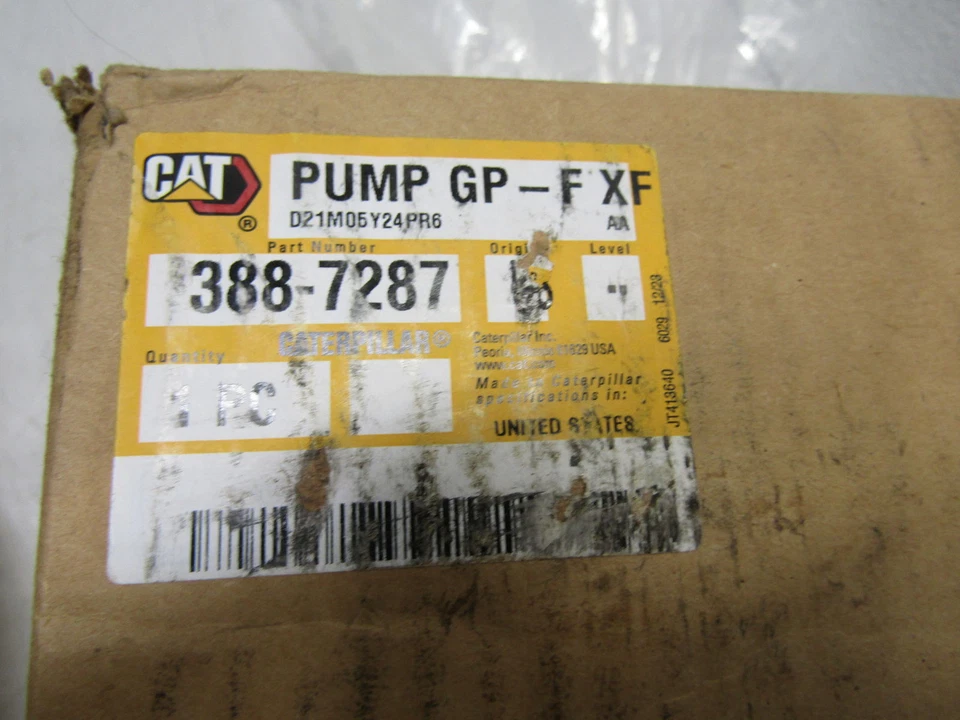 CAT
®
PUMP GP - F XF
D21M05Y24PR6 AA
Part Number Level
388-7287
CATERPILLAR®
Quantity
1 PC
Caterpillar Inc.
Peoria, USA
Made to Caterpillar
specifications in:
UNITED STATES
JT413640 6029 12/23